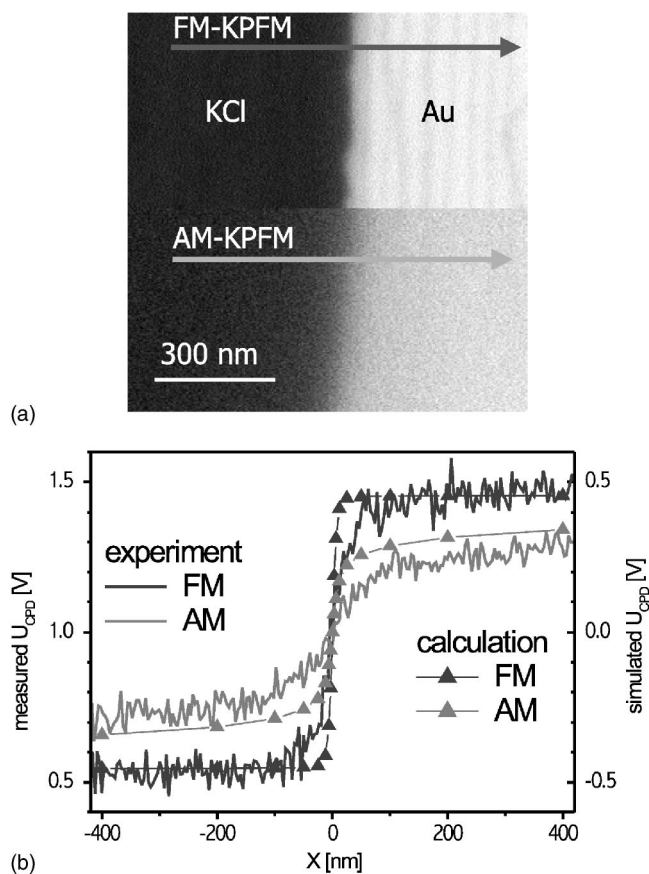 FM-KPFM
KCl Au
AM-KPFM
300 nm
(a)
1.5 0.5
experiment
FM
AM
1.0 0.0
calculation
FM
AM
0.5 -0.5
measured U_CPD [V]
simulated U_CPD [V]
-400 -200 0 200 400
X [nm]
(b)